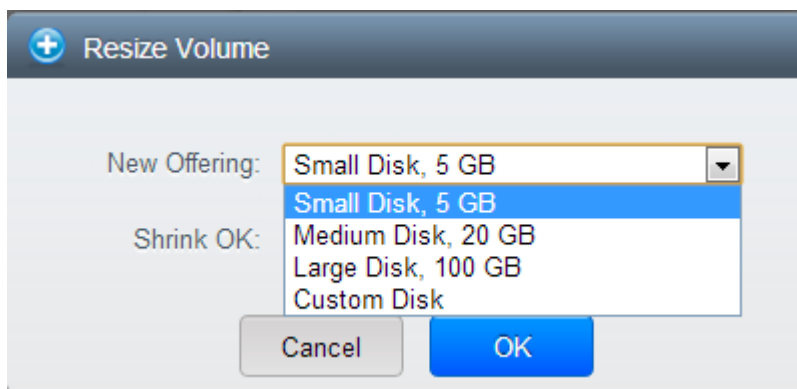 Resize Volume
New Offering: Small Disk, 5 GB
Small Disk, 5 GB
Shrink OK: Medium Disk, 20 GB
Large Disk, 100 GB
Custom Disk
Cancel OK